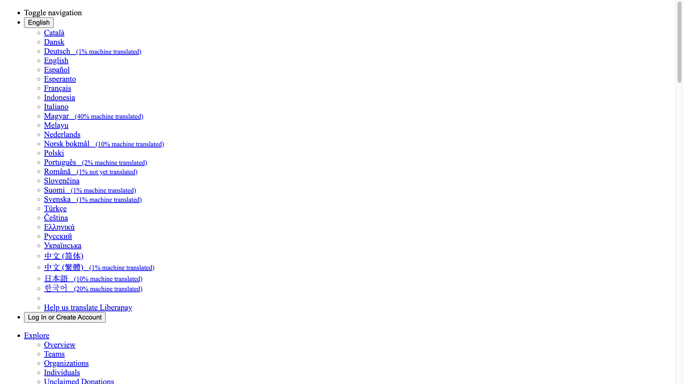 Toggle navigation
English
Català
Dansk
Deutsch (1% machine translated)
English
Español
Esperanto
Français
Indonesia
Italiano
Magyar (40% machine translated)
Melayu
Nederlands
Norsk bokmål (10% machine translated)
Polski
Português (2% machine translated)
Română (1% not yet translated)
Slovenčina
Suomi (1% machine translated)
Svenska (1% machine translated)
Türkçe
Čeština
Ελληνικά
Русский
Українська
中文 (简体)
中文 (繁體) (1% machine translated)
日本語 (10% machine translated)
한국어 (20% machine translated)
Help us translate Liberapay
Log In or Create Account
Explore
Overview
Teams
Organizations
Individuals
Unclaimed Donations